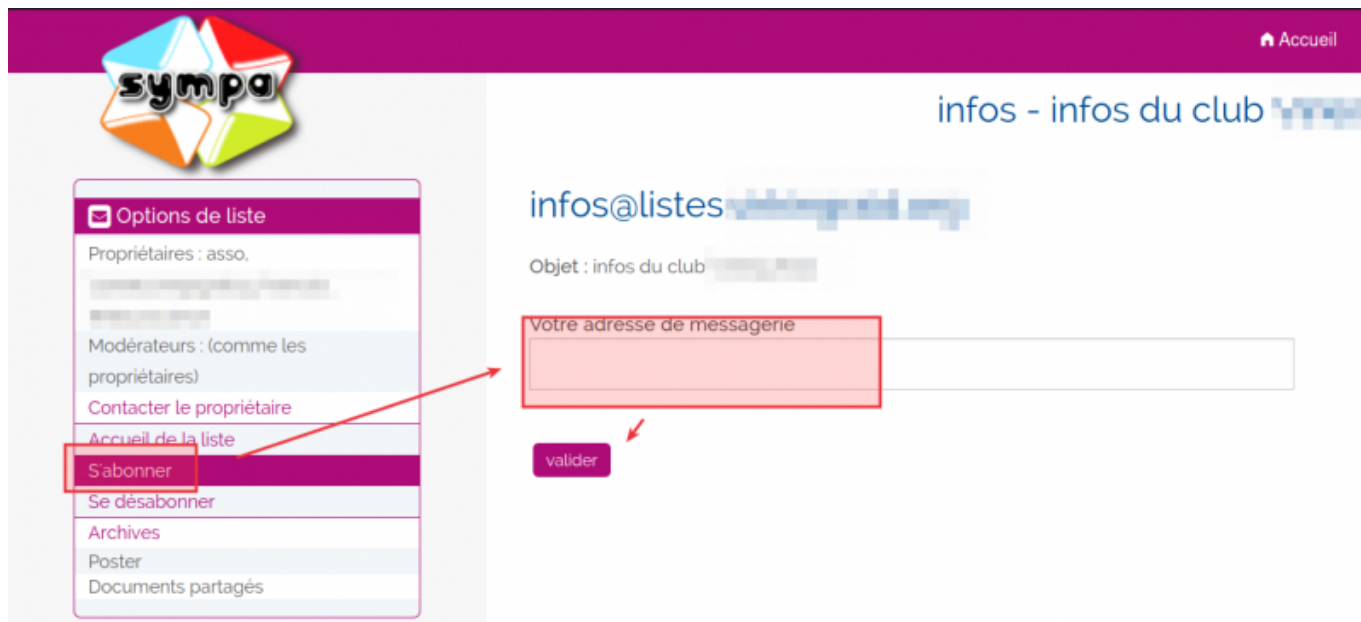 sympa
Accueil
infos - infos du club
Options de liste
Propriétaires : asso,
Modérateurs : (comme les
propriétaires)
Contacter le propriétaire
Accueil de la liste
S'abonner
Se désabonner
Archives
Poster
Documents partagés
infos@listes
Objet : infos du club
Votre adresse de messagerie
valider